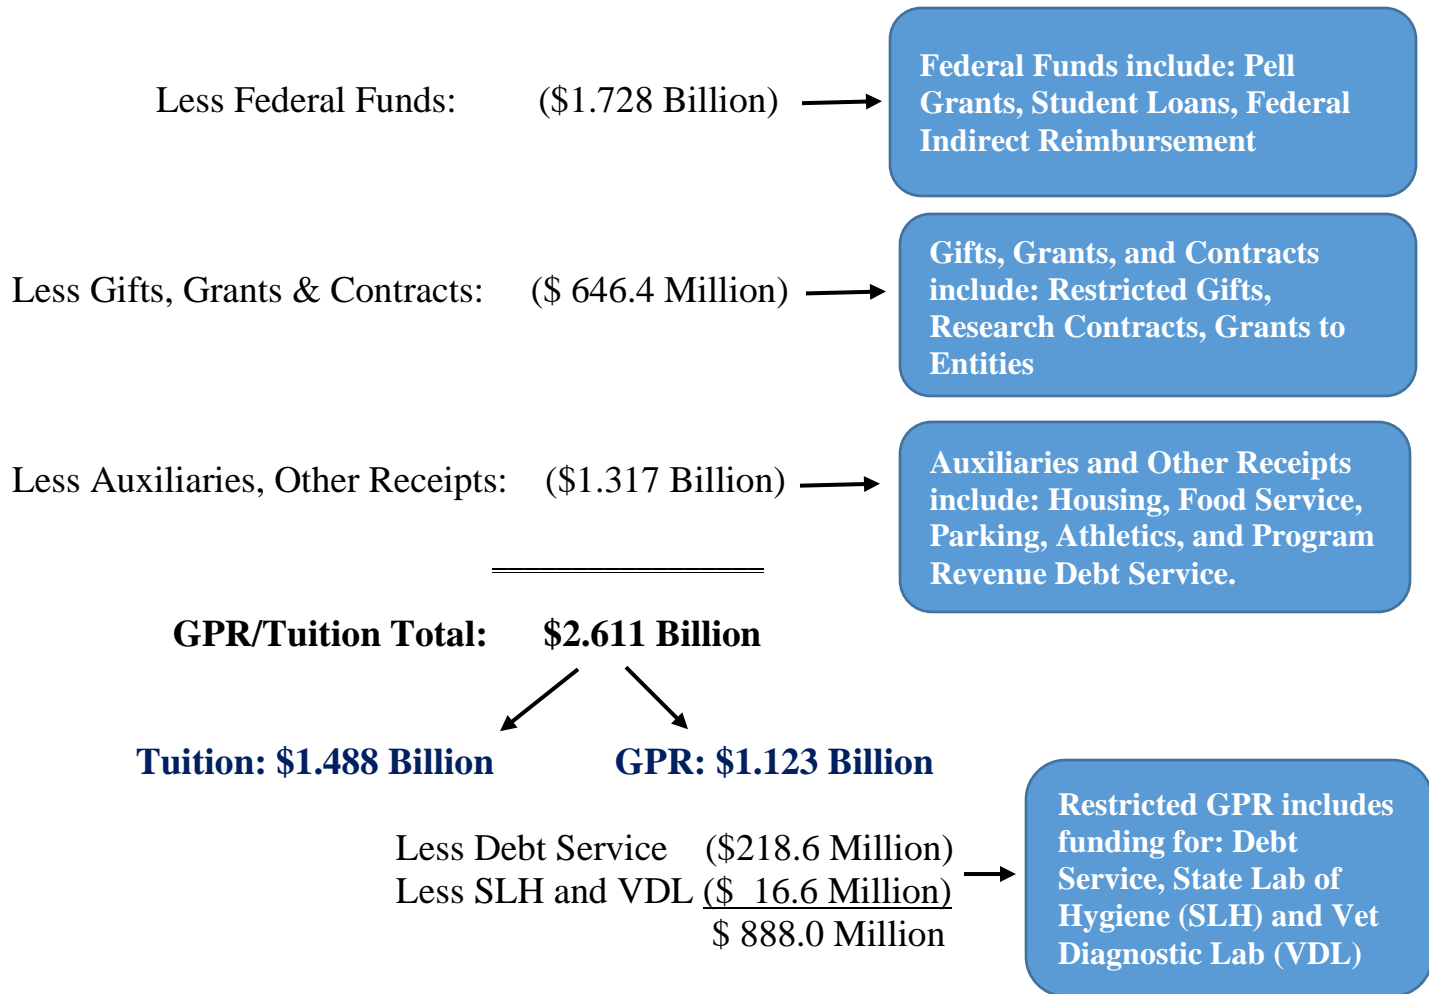 Less Federal Funds: ($1.728 Billion)
Federal Funds include: Pell
Grants, Student Loans, Federal
Indirect Reimbursement
Less Gifts, Grants & Contracts: ($ 646.4 Million)
Gifts, Grants, and Contracts
include: Restricted Gifts,
Research Contracts, Grants to
Entities
Less Auxiliaries, Other Receipts: ($1.317 Billion)
Auxiliaries and Other Receipts
include: Housing, Food Service,
Parking, Athletics, and Program
Revenue Debt Service.
GPR/Tuition Total: $2.611 Billion
Tuition: $1.488 Billion GPR: $1.123 Billion
Less Debt Service ($218.6 Million)
Less SLH and VDL ($ 16.6 Million)
$ 888.0 Million
Restricted GPR includes
funding for: Debt
Service, State Lab of
Hygiene (SLH) and Vet
Diagnostic Lab (VDL)